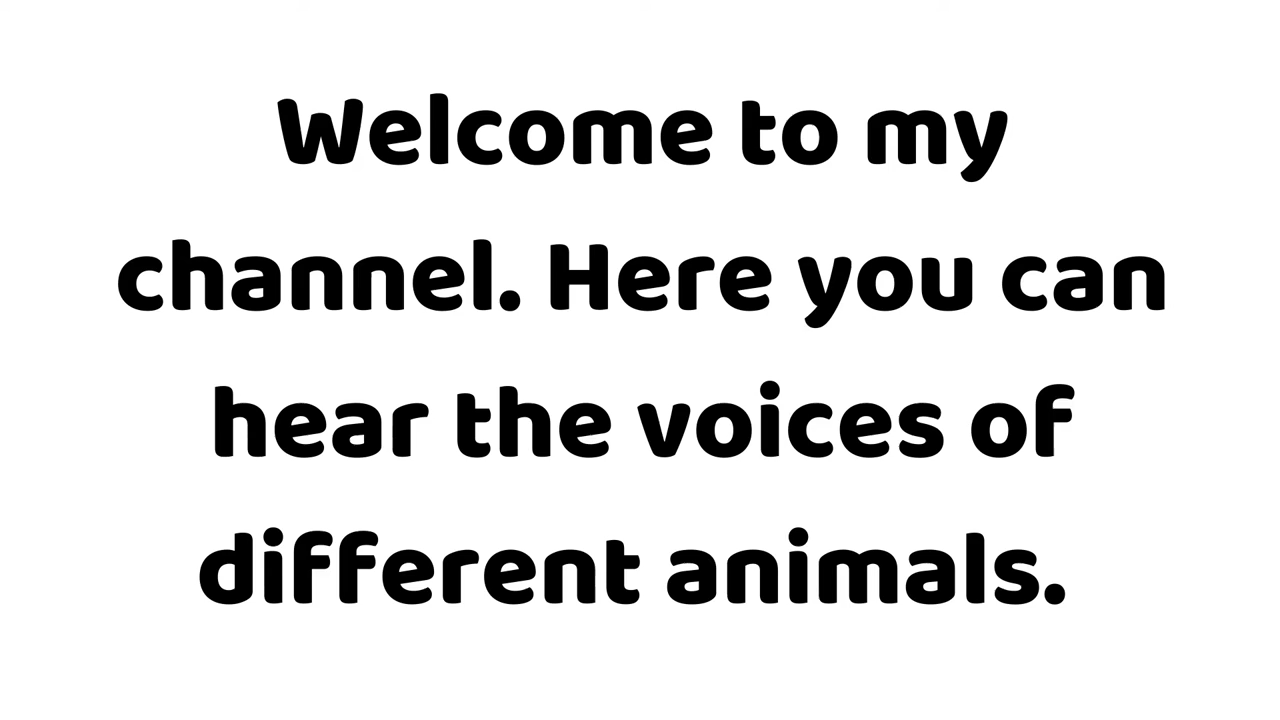 Welcome to my
channel. Here you can
hear the voices of
different animals.